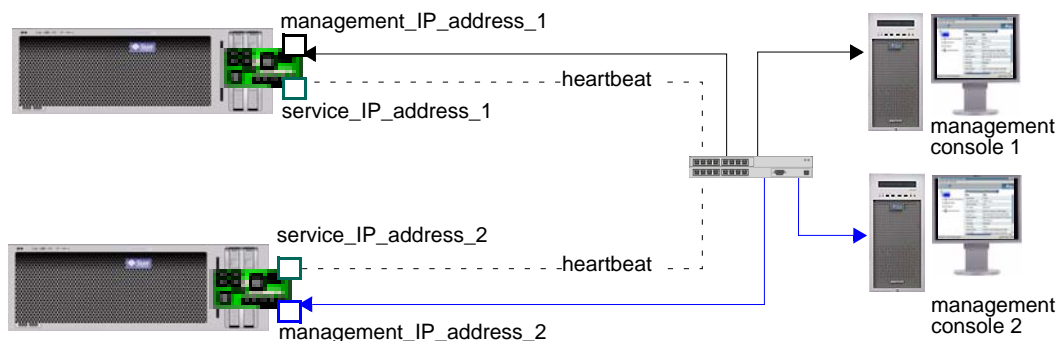 management_IP_address_1
heartbeat
service_IP_address_1
management
console 1
service_IP_address_2
heartbeat
management_IP_address_2
management
console 2